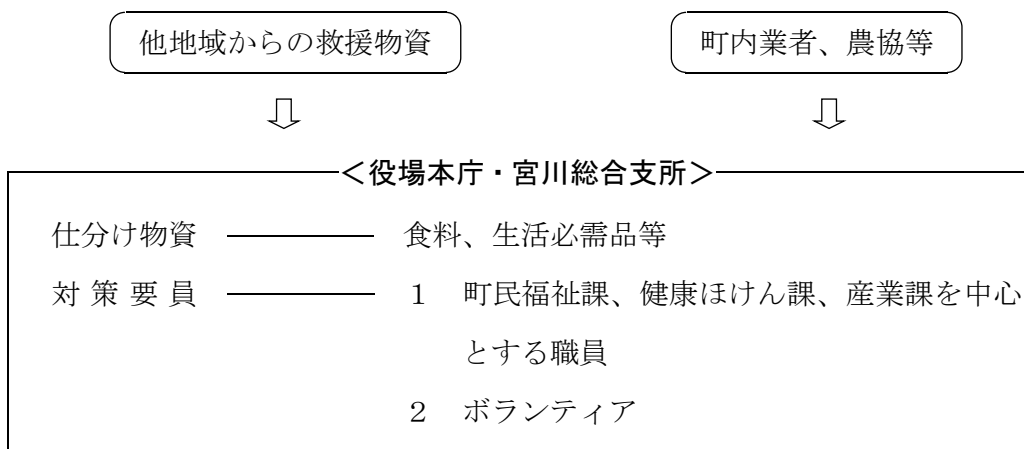 他地域からの救援物資　町内業者、農協等
＜役場本庁・宮川総合支所＞
仕分け物資　食料、生活必需品等
対 策 要 員　１　町民福祉課、健康ほけん課、産業課を中心
とする職員
２　ボランティア